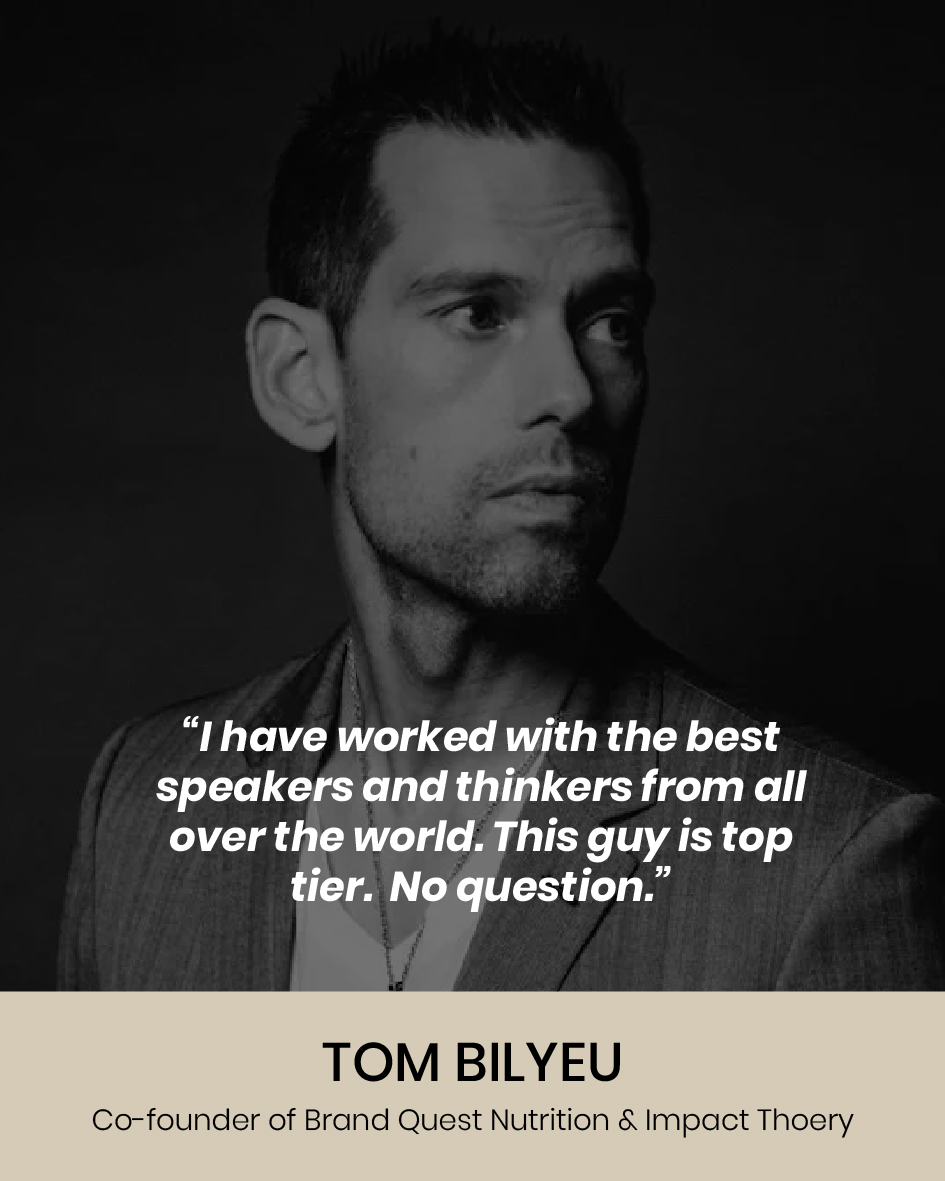 “I have worked with the best
speakers and thinkers from all
over the world. This guy is top
tier.  No question.”
TOM BILYEU
Co-founder of Brand Quest Nutrition & Impact Thoery